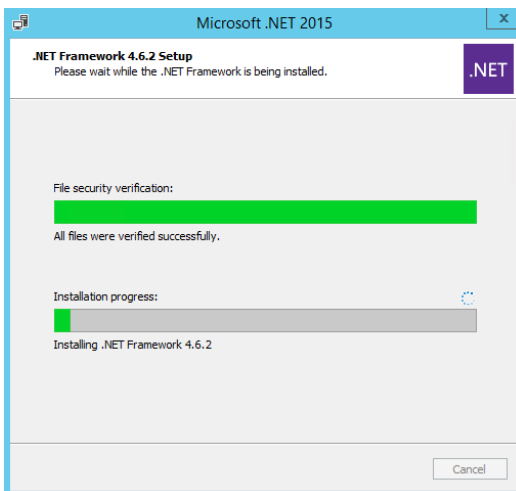 Microsoft .NET 2015
x
.NET Framework 4.6.2 Setup
Please wait while the .NET Framework is being installed.
.NET
File security verification:
All files were verified successfully.
Installation progress:
Installing .NET Framework 4.6.2
Cancel